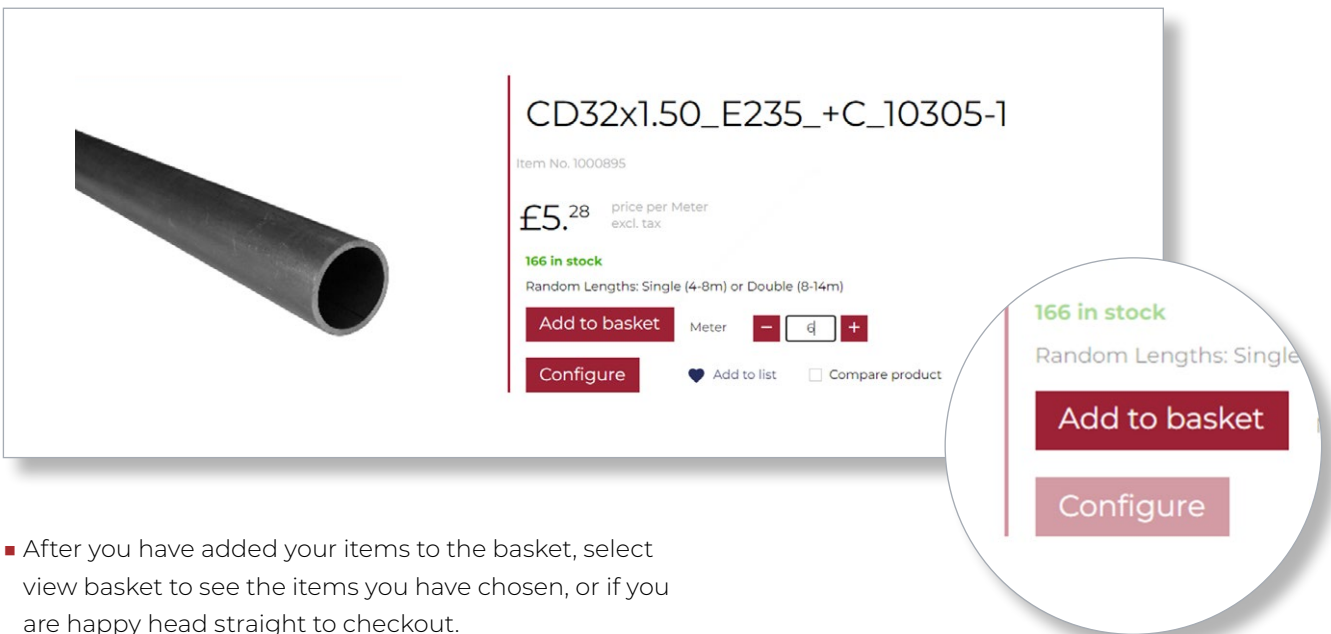 CD32x1.50_E235_+C_10305-1
Item No. 1000895
£5.28 price per Meter
excl. tax
166 in stock
Random Lengths: Single (4-8m) or Double (8-14m)
Add to basket Meter − 6 +
Configure Add to list Compare product
166 in stock
Random Lengths: Single
Add to basket
Configure
▪ After you have added your items to the basket, select
view basket to see the items you have chosen, or if you
are happy head straight to checkout.